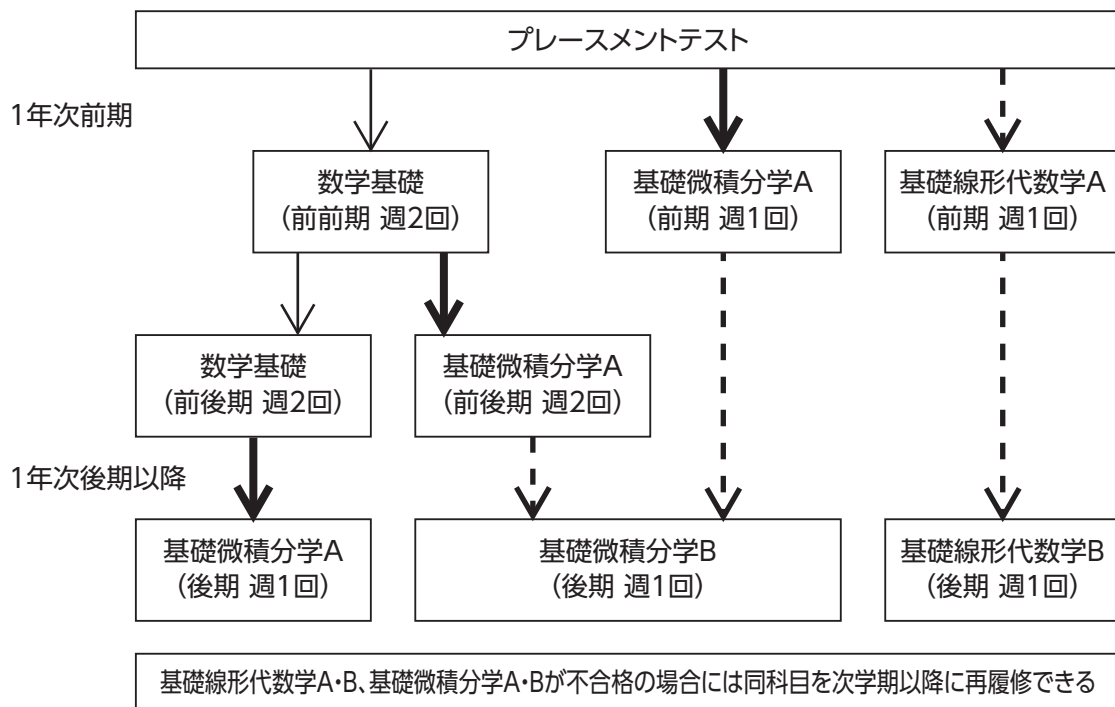 プレースメントテスト
1年次前期
数学基礎
(前前期 週2回)
基礎微積分学A
(前期 週1回)
基礎線形代数学A
(前期 週1回)
数学基礎
(前後期 週2回)
基礎微積分学A
(前後期 週2回)
1年次後期以降
基礎微積分学A
(後期 週1回)
基礎微積分学B
(後期 週1回)
基礎線形代数学B
(後期 週1回)
基礎線形代数学A・B、基礎微積分学A・Bが不合格の場合には同科目を次学期以降に再履修できる